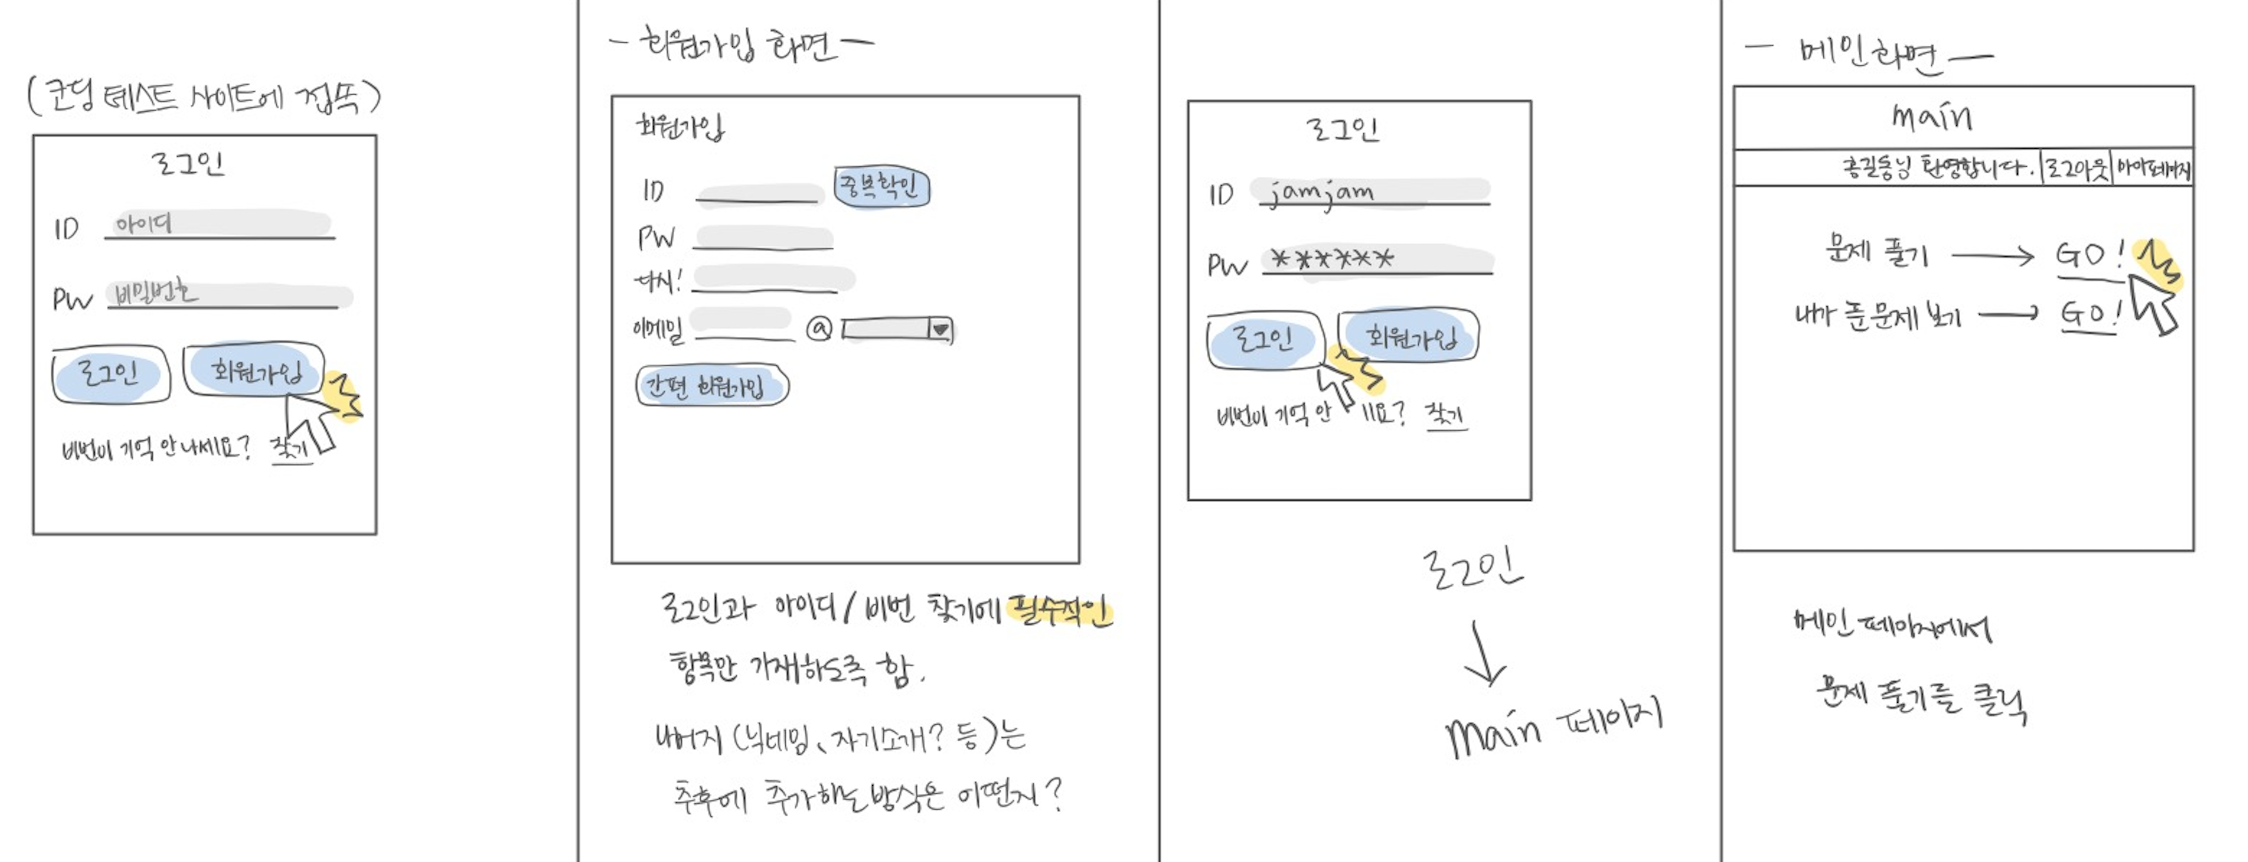 (코딩 테스트 사이트에 접속)
로그인
ID 아이디
PW 비밀번호
로그인 회원가입
비번이 기억 안나세요? 찾기
- 회원가입 화면 -
회원가입
ID 중복확인
PW
다시!
이메일 @
간편 회원가입
로그인과 아이디/비번 찾기에 필수적인
항목만 기재하도록 함.
나머지 (닉네임, 자기소개? 등)는
추후에 추가하는 방식은 어떤지?
로그인
ID jamjam
PW ******
로그인 회원가입
비번이 기억 안 요? 찾기
로그인
↓
main 페이지
- 메인화면 -
main
홍길동님 환영합니다. |로그아웃|마이페이지
문제 풀기 → GO!
내가 푼 문제 보기 → GO!
메인 페이지에서
문제 풀기를 클릭